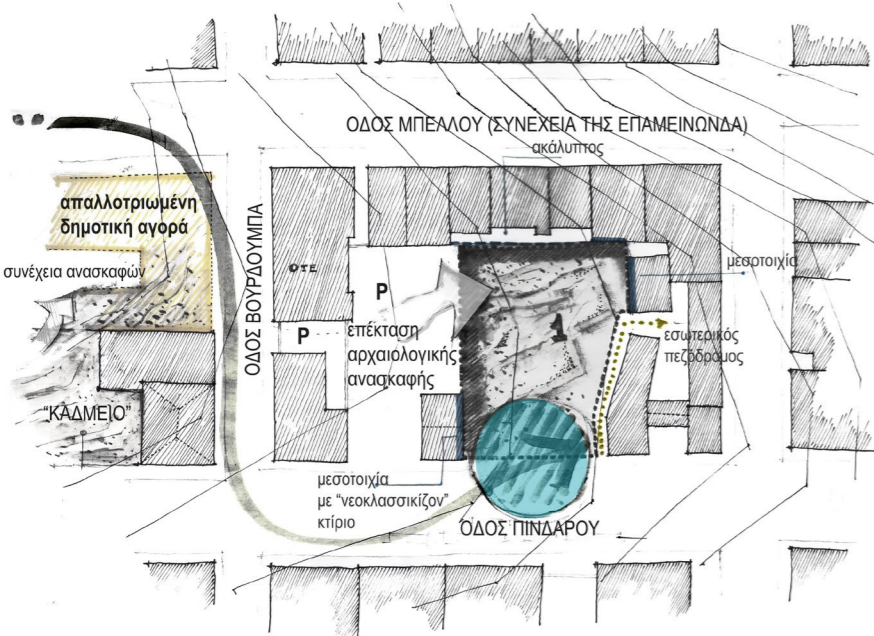 ΟΔΟΣ ΜΠΕΛΛΟΥ (ΣΥΝΕΧΕΙΑ ΤΗΣ ΕΠΑΜΕΙΝΩΝΔΑ)
ακάλυπτος
απαλλοτριωμένη
δημοτική αγορά
συνέχεια ανασκαφών
ΟΔΟΣ ΒΟΥΡΔΟΥΜΠΑ
ΟΤΕ
P
P
επέκταση
αρχαιολογικής
ανασκαφής
1
μεσοτοιχία
εσωτερικός
πεζόδρομος
“ΚΑΔΜΕΙΟ”
μεσοτοιχία
με “νεοκλασσικίζον”
κτίριο
ΟΔΟΣ ΠΙΝΔΑΡΟΥ